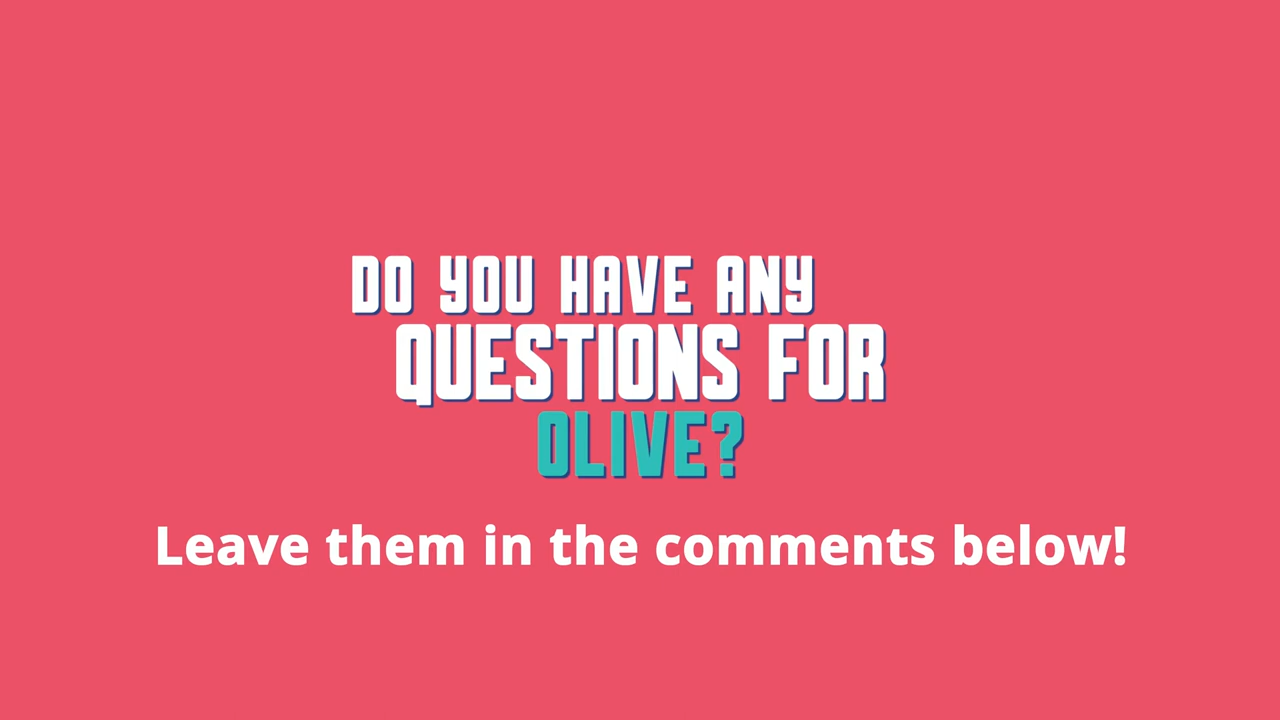 DO YOU HAVE ANY
QUESTIONS FOR
OLIVE?
Leave them in the comments below!